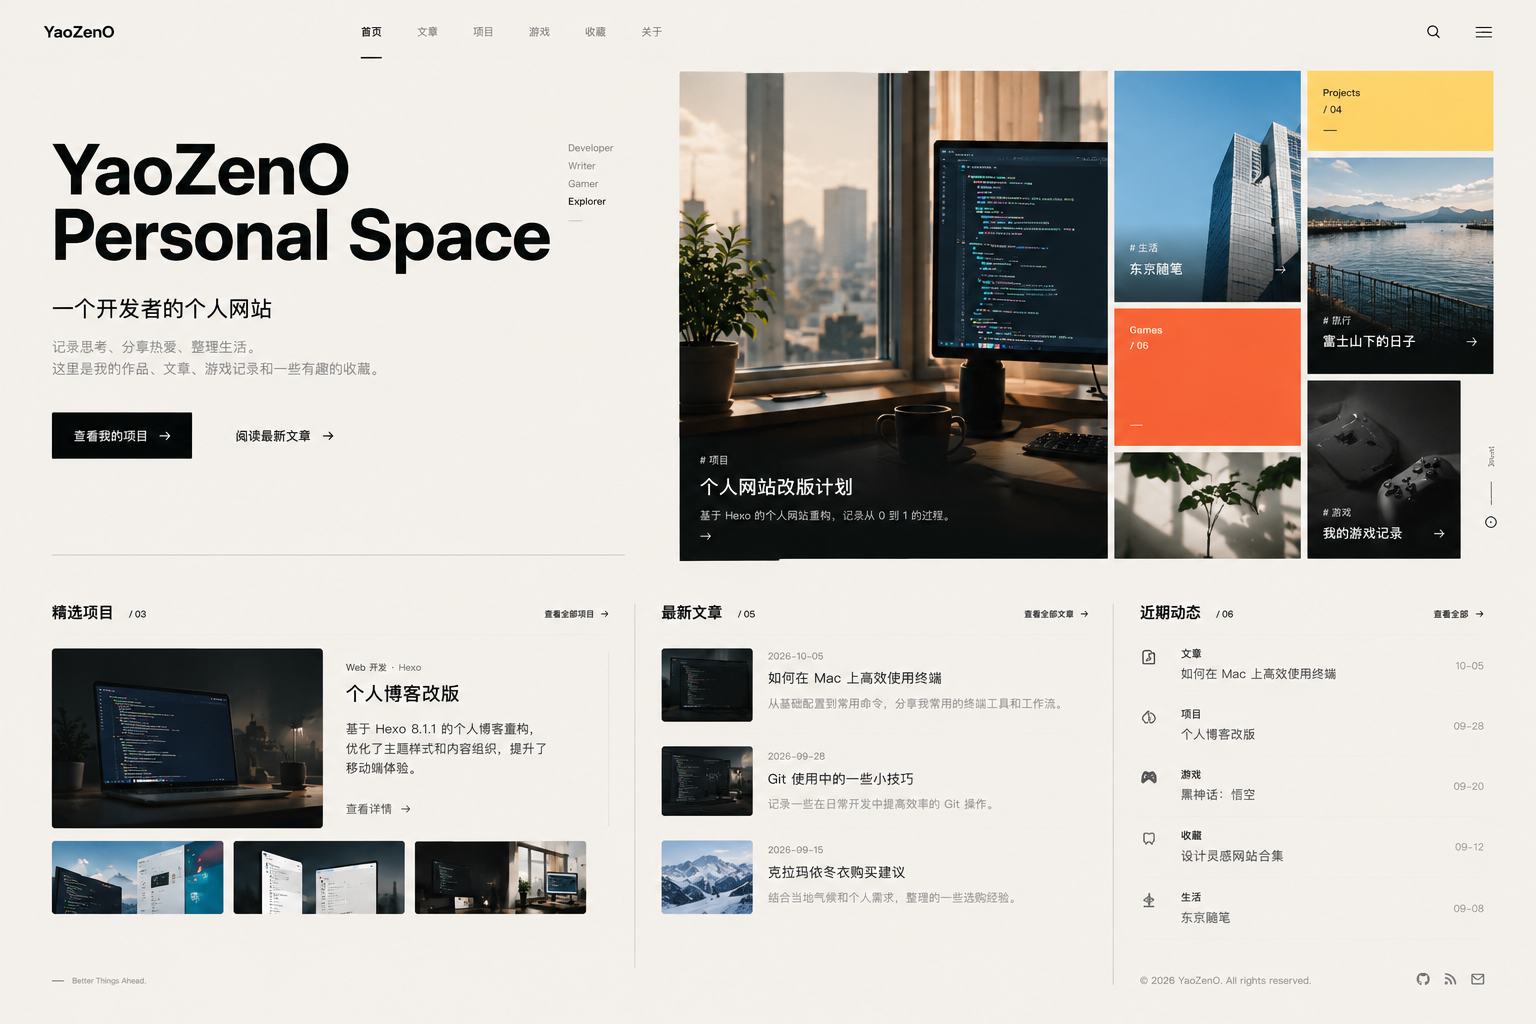 YaoZenO
首页
文章
项目
游戏
收藏
关于
YaoZenO
Personal Space
Developer
Writer
Gamer
Explorer
一个开发者的个人网站
记录思考、分享热爱、整理生活。
这里是我的作品、文章、游戏记录和一些有趣的收藏。
查看我的项目 →
阅读最新文章 →
# 项目
个人网站改版计划
基于 Hexo 的个人网站重构，记录从 0 到 1 的过程。
→
# 生活
东京随笔 →
Games
/ 06
Projects
/ 04
富士山下的日子 →
# 游戏
我的游戏记录 →
精选项目 / 03
查看全部项目 →
Web 开发 · Hexo
个人博客改版
基于 Hexo 8.1.1 的个人博客重构，
优化了主题样式和内容组织，提升了
移动端体验。
查看详情 →
最新文章 / 05
查看全部文章 →
2026-10-05
如何在 Mac 上高效使用终端
从基础配置到常用命令，分享我常用的终端工具和工作流。
2026-09-28
Git 使用中的一些小技巧
记录一些在日常开发中提高效率的 Git 操作。
2026-09-15
克拉玛依冬衣购买建议
结合当地气候和个人需求，整理的一些选购经验。
近期动态 / 06
查看全部 →
文章
如何在 Mac 上高效使用终端
10-05
项目
个人博客改版
09-28
游戏
黑神话：悟空
09-20
收藏
设计灵感网站合集
09-12
生活
东京随笔
09-08
Better Things Ahead.
© 2026 YaoZenO. All rights reserved.